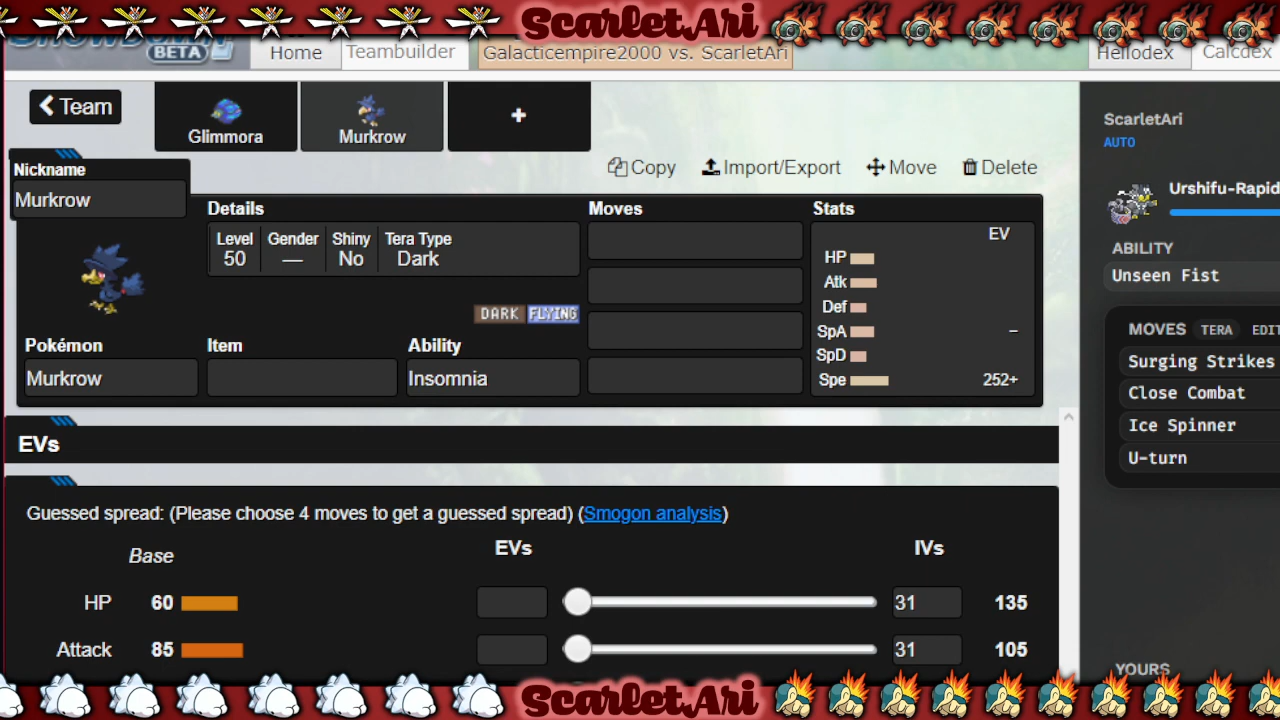 ScarletAri
BETA
Home
Teambuilder
Galacticempire2000 vs. ScarletAri
Hellodex
Calcdex
Team
Glimmora
Murkrow
+
ScarletAri
AUTO
Copy
Import/Export
Move
Delete
Nickname
Murkrow
Details
Moves
Stats
Level
Gender
Shiny
Tera Type
50
—
No
Dark
EV
HP
Atk
Def
SpA –
SpD
Spe 252+
DARK FLYING
Pokémon
Item
Ability
Murkrow
Insomnia
Urshifu-Rapid
ABILITY
Unseen Fist
MOVES TERA EDIT
Surging Strikes
Close Combat
Ice Spinner
U-turn
EVs
Guessed spread: (Please choose 4 moves to get a guessed spread) (Smogon analysis)
Base
EVs
IVs
HP 60 31 135
Attack 85 31 105
YOURS
ScarletAri